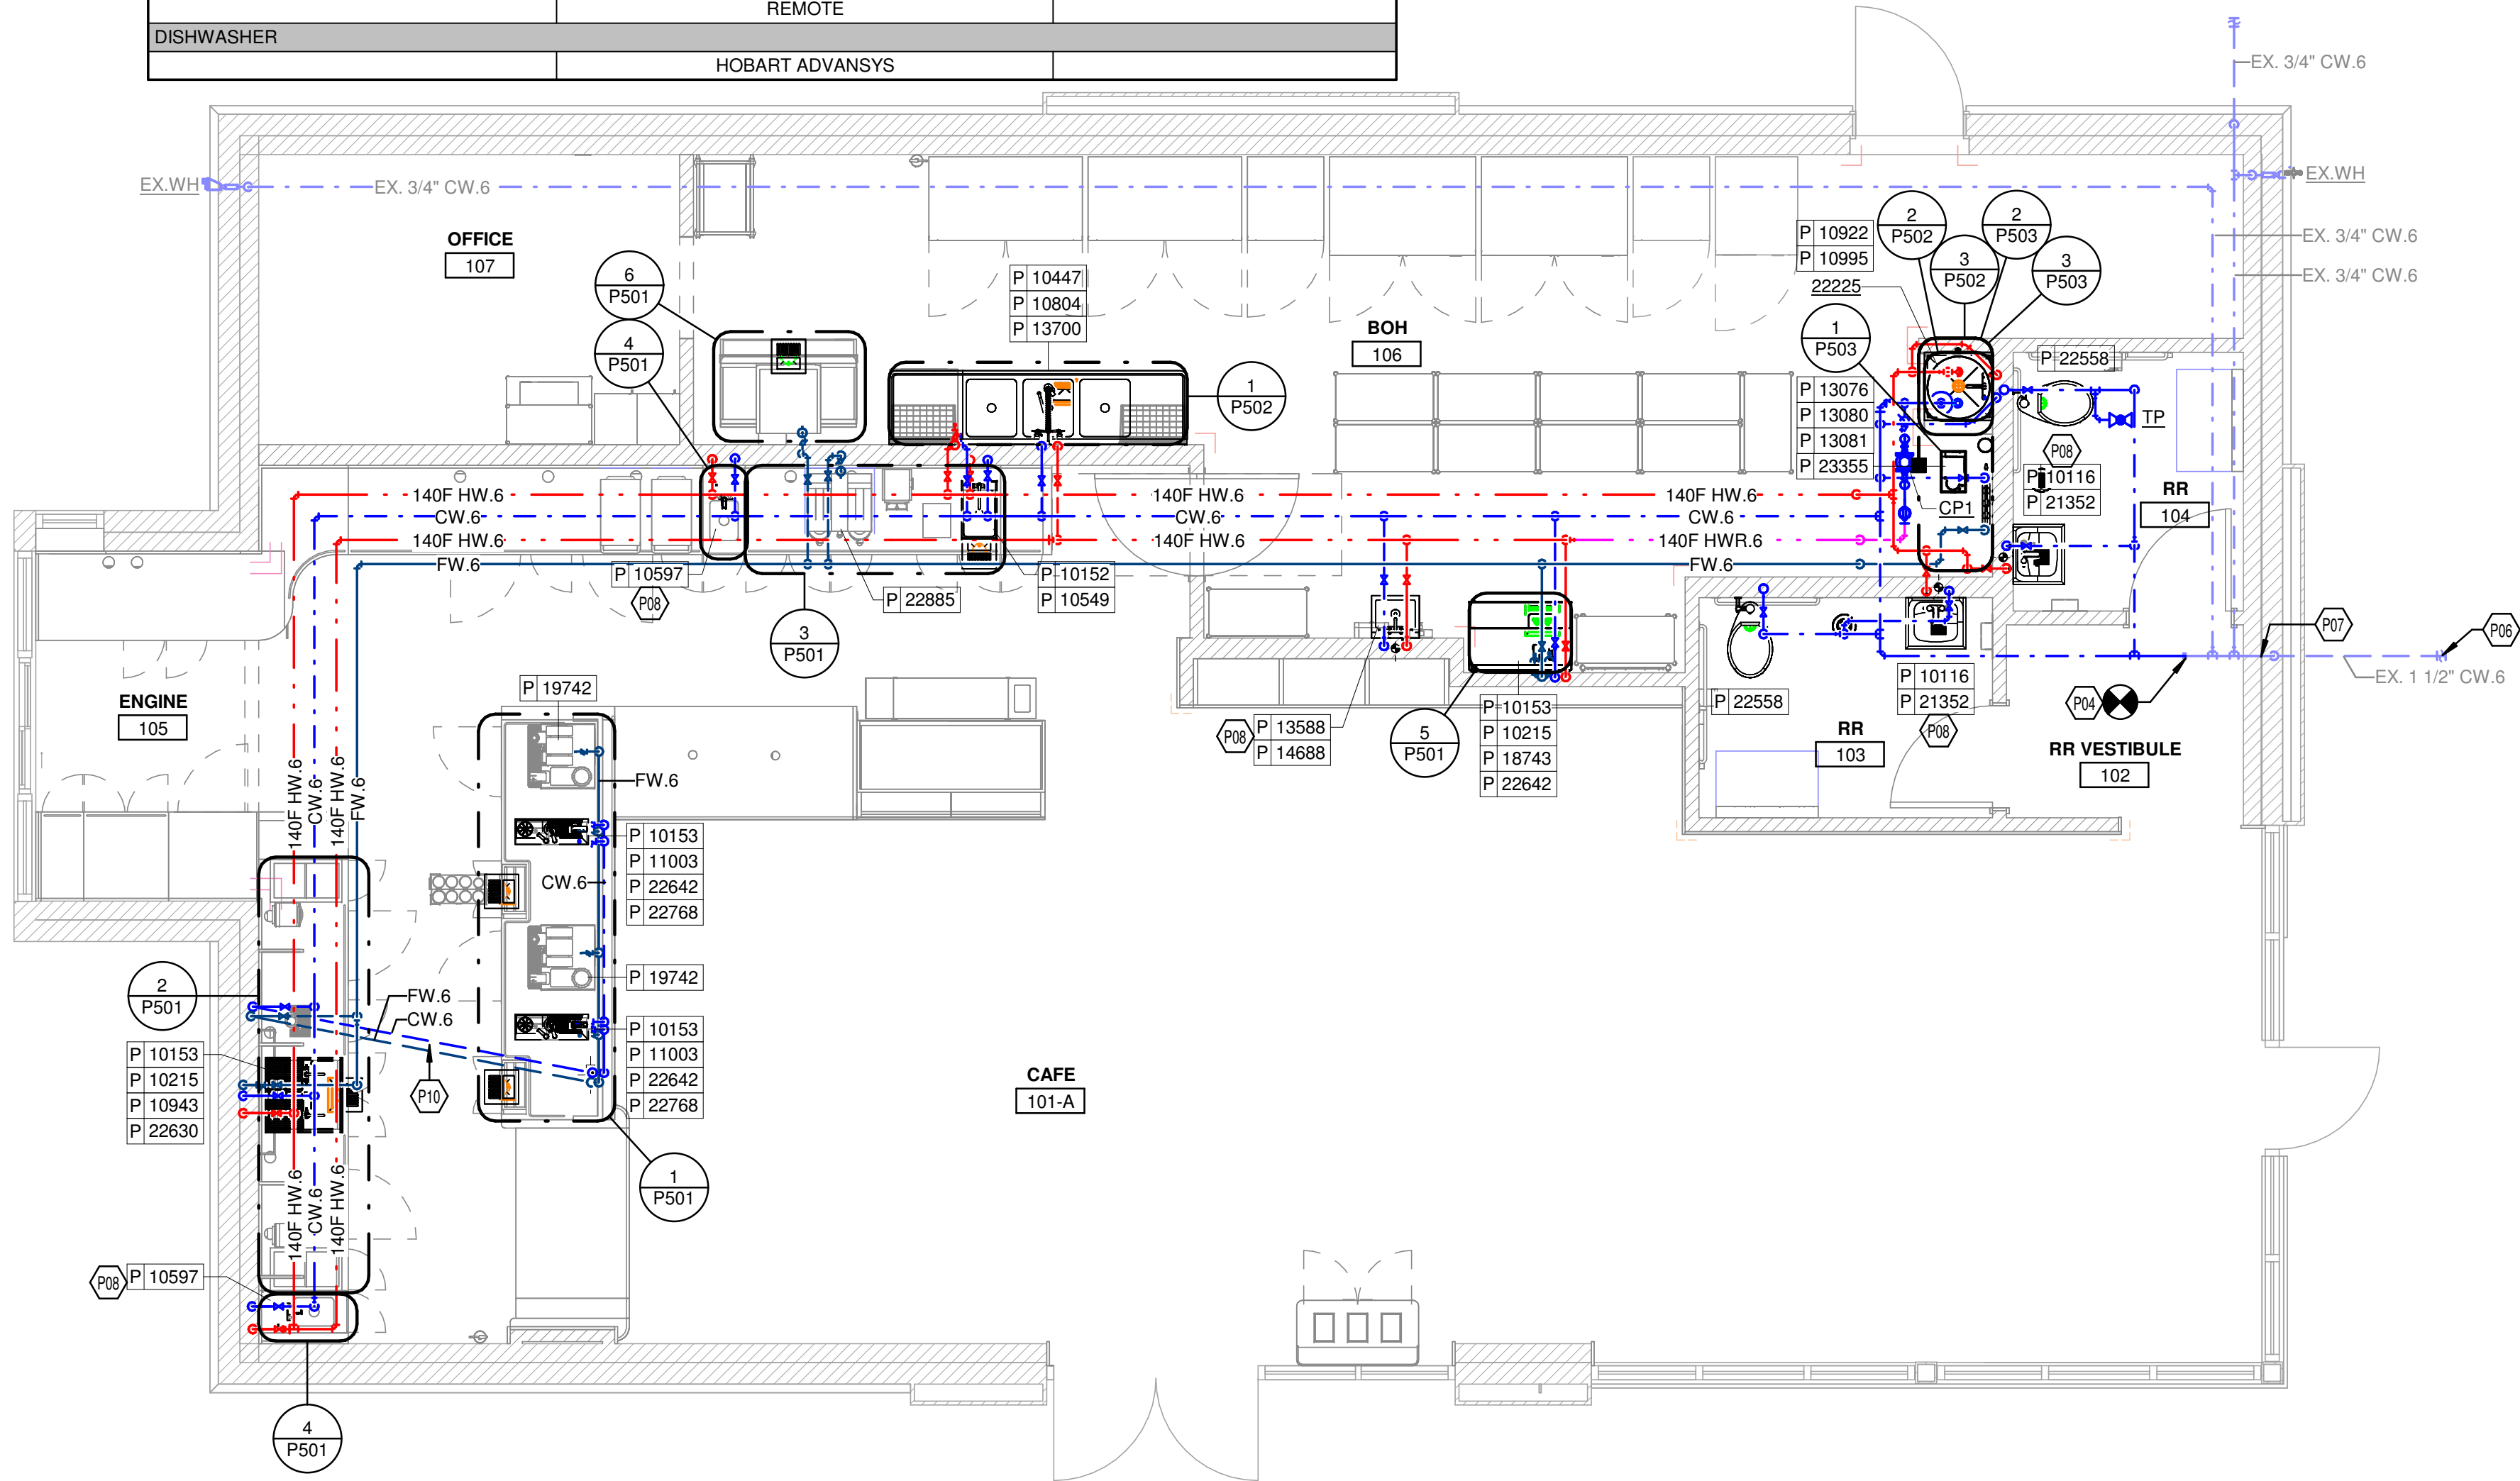 REMOTE
DISHWASHER
HOBART ADVANSYS
EX. 3/4" CW.6
EX.WH
EX. 3/4" CW.6
EX.WH
EX. 3/4" CW.6
EX. 3/4" CW.6
OFFICE
107
6
P501
4
P501
P 10447
P 10804
P 13700
1
P502
BOH
106
P 10922
P 10995
22225
2
P502
2
P503
3
P502
3
P503
1
P503
P 13076
P 13080
P 13081
P 23355
CP1
P 22558
TP
P08
P 10116
P 21352
RR
104
140F HW.6
CW.6
140F HW.6
FW.6
140F HW.6
CW.6
140F HW.6
140F HW.6
CW.6
140F HWR.6
FW.6
P 10597
P08
P 22885
P 10152
P 10549
3
P501
ENGINE
105
140F HW.6
CW.6
140F HW.6
FW.6
P 19742
FW.6
P 10153
P 11003
P 22642
P 22768
CW.6
P 19742
P 10153
P 11003
P 22642
P 22768
P08
P 13588
P 14688
5
P501
P 10153
P 10215
P 18743
P 22642
P 22558
RR
103
P 10116
P 21352
P08
RR VESTIBULE
102
P04
P07
P06
EX. 1 1/2" CW.6
2
P501
FW.6
CW.6
P10
P 10153
P 10215
P 10943
P 22630
CAFE
101-A
1
P501
140F HW.6
CW.6
140F HW.6
P08
P 10597
4
P501